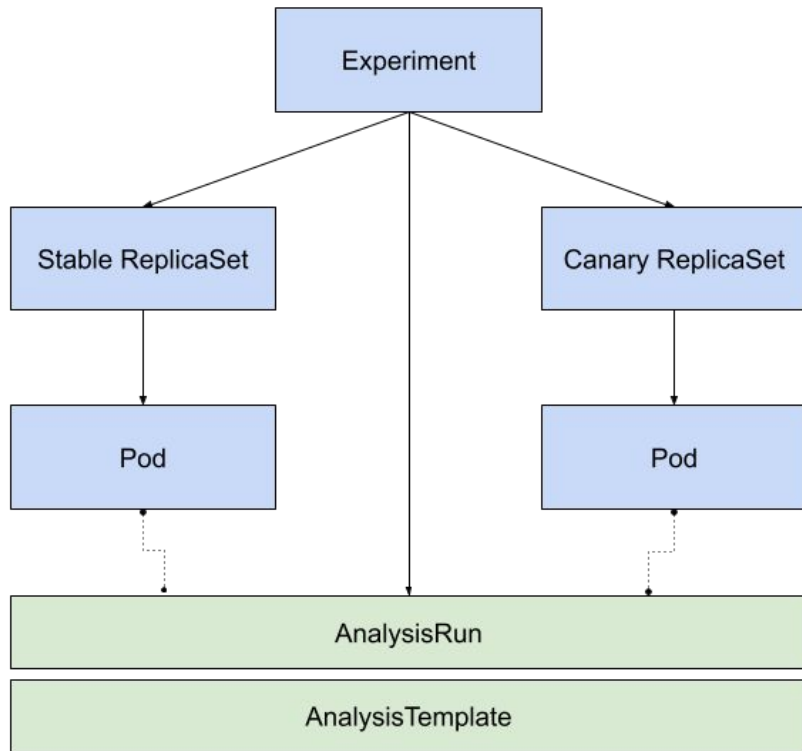 Experiment
Stable ReplicaSet
Canary ReplicaSet
Pod
Pod
AnalysisRun
AnalysisTemplate